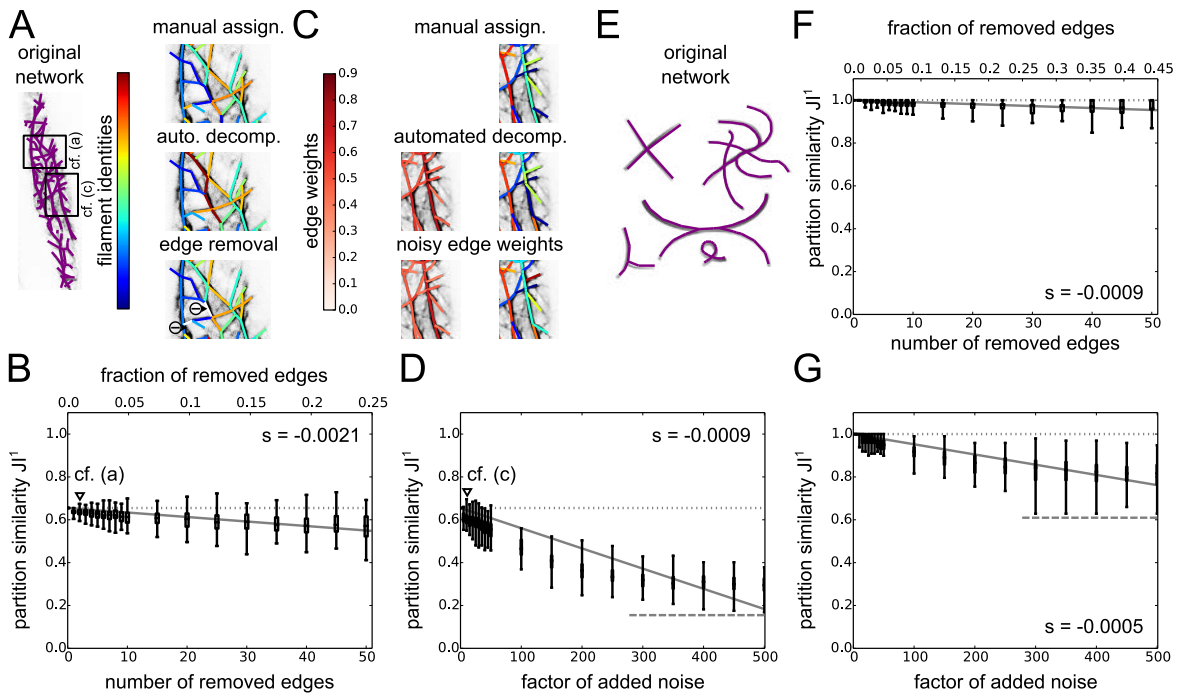 A
original
network
cf. (a)
cf. (c)
filament identities
manual assign.
auto. decomp.
edge removal
⊖
⊖
C
manual assign.
automated decomp.
noisy edge weights
edge weights
0.9
0.8
0.7
0.6
0.5
0.4
0.3
0.2
0.1
0.0
E
original
network
F
fraction of removed edges
0.0 0.05 0.1 0.15 0.2 0.25 0.3 0.35 0.4 0.45
partition similarity JI¹
1.0
0.8
0.6
0.4
0.2
0.0
s = -0.0009
0 10 20 30 40 50
number of removed edges
B
fraction of removed edges
0.0 0.05 0.1 0.15 0.2 0.25
partition similarity JI¹
1.0
0.8
0.6
0.4
0.2
0.0
s = -0.0021
cf. (a)
0 10 20 30 40 50
number of removed edges
D
partition similarity JI¹
1.0
0.8
0.6
0.4
0.2
0.0
s = -0.0009
cf. (c)
0 100 200 300 400 500
factor of added noise
G
partition similarity JI¹
1.0
0.8
0.6
0.4
0.2
0.0
s = -0.0005
0 100 200 300 400 500
factor of added noise